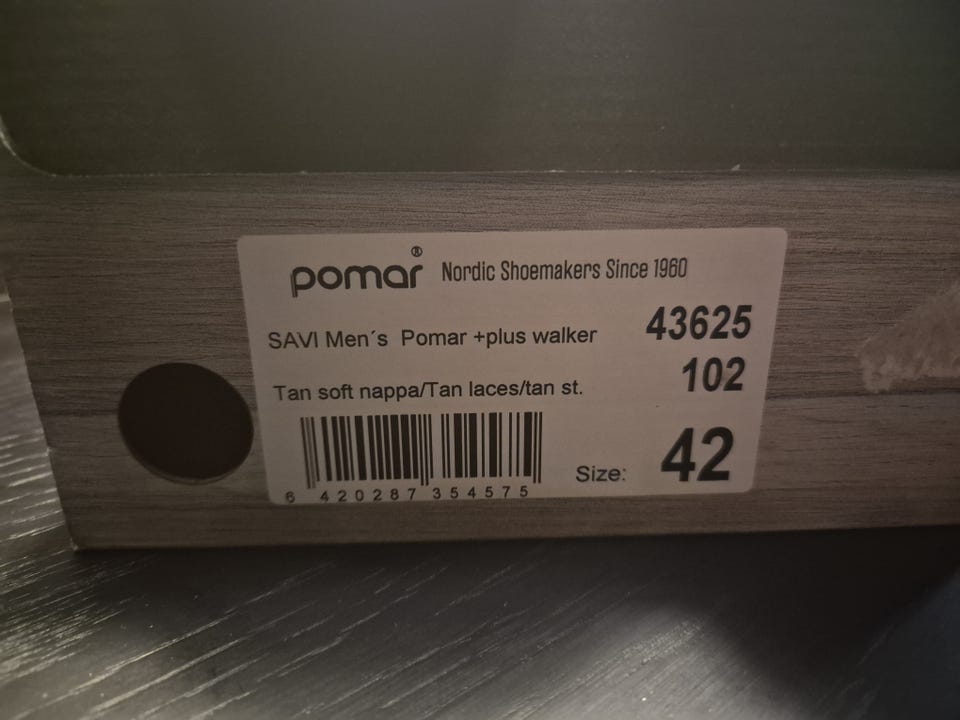 pomar® Nordic Shoemakers Since 1960
SAVI Men´s Pomar +plus walker 43625
102
Tan soft nappa/Tan laces/tan st.
Size: 42
6 420287 354575